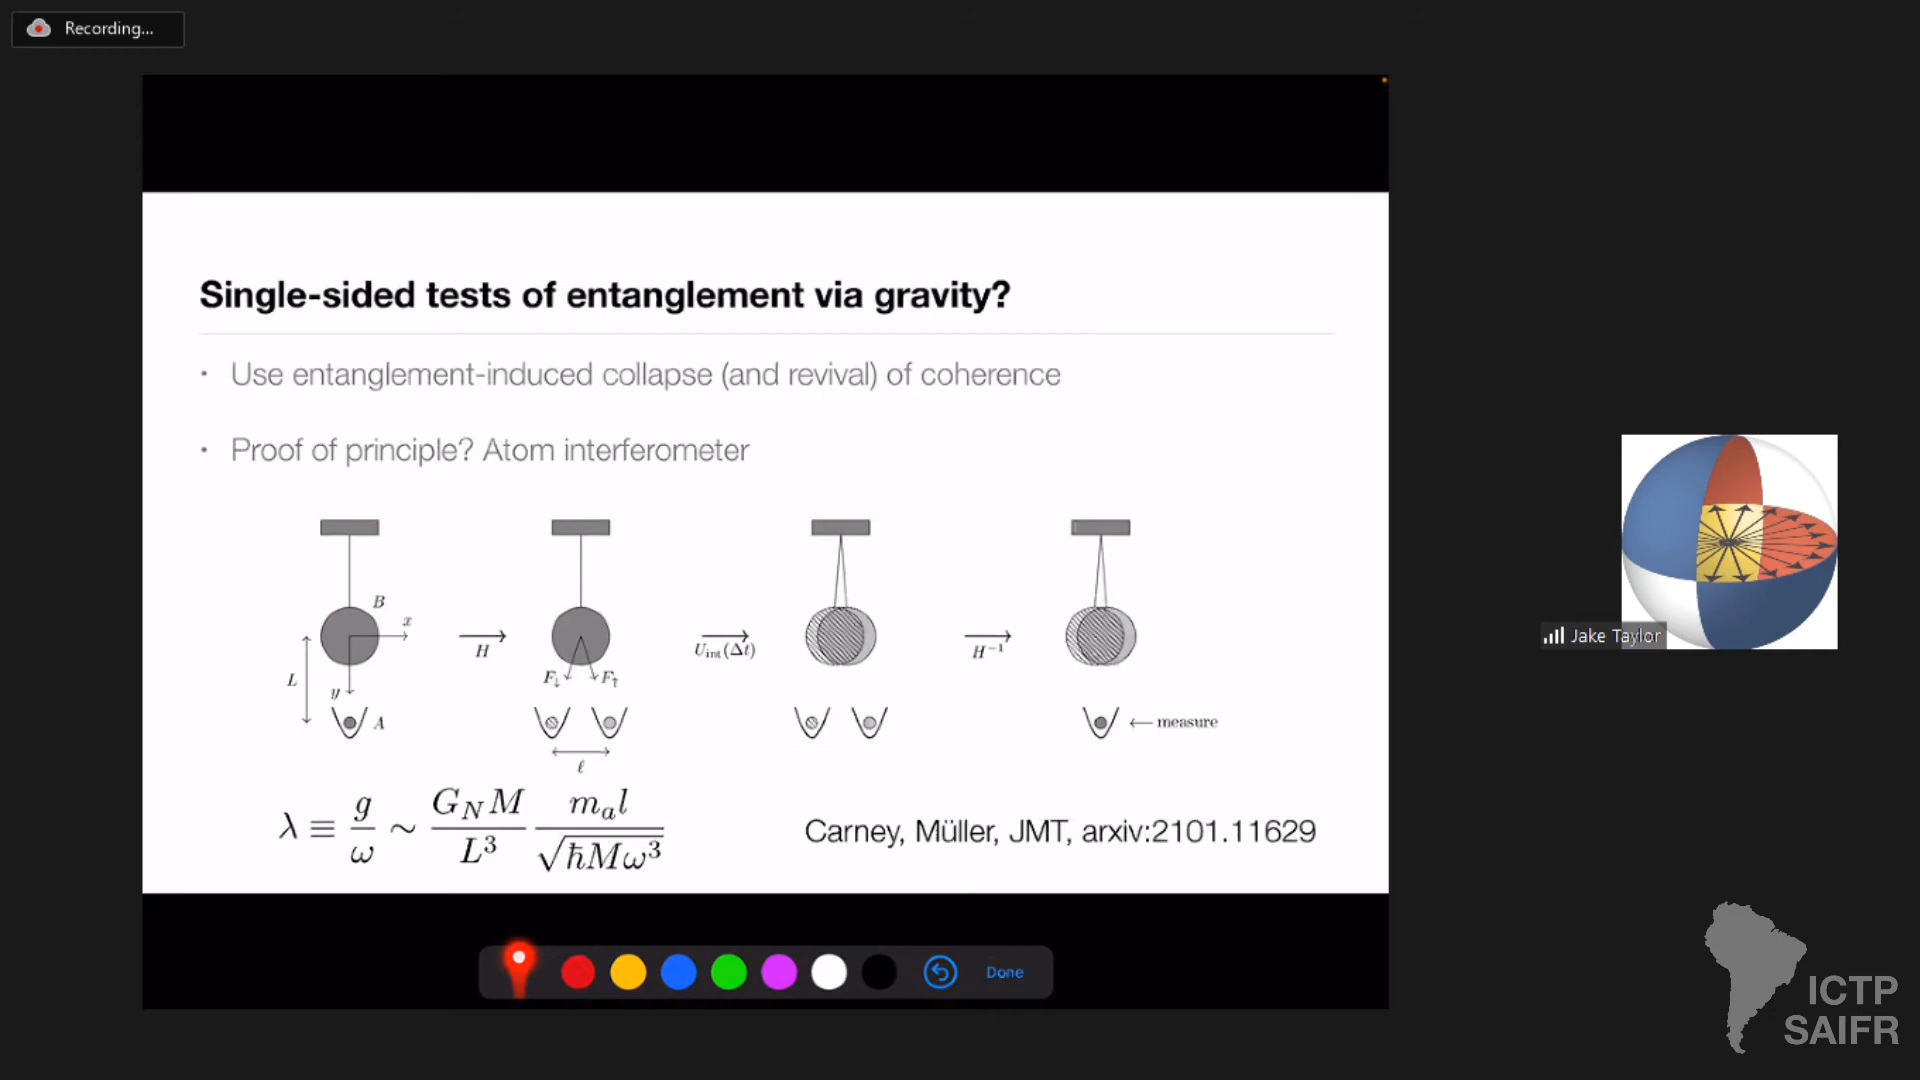 Recording...
Single-sided tests of entanglement via gravity?
• Use entanglement-induced collapse (and revival) of coherence
• Proof of principle? Atom interferometer
B
x
L
y
A
H
F↓ F↑
ℓ
U_int(Δt)
H⁻¹
← measure
λ ≡ g/ω ~ G_N M/L³ m_a l/√ħMω³
Carney, Müller, JMT, arxiv:2101.11629
Jake Taylor
Done
ICTP
SAIFR